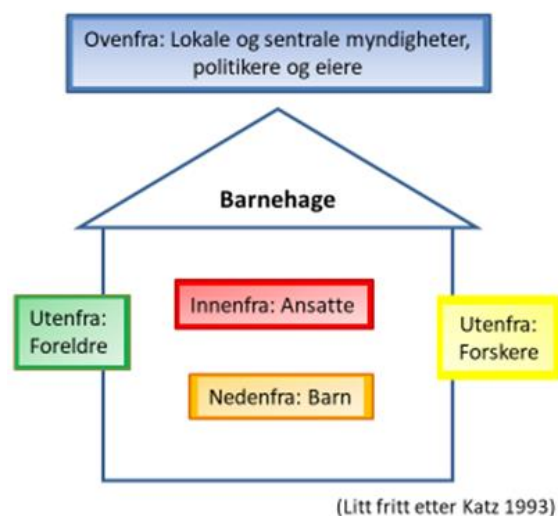 Ovenfra: Lokale og sentrale myndigheter,
politikere og eiere
Barnehage
Utenfra:
Foreldre
Innenfra: Ansatte
Utenfra:
Forskere
Nedenfra: Barn
(Litt fritt etter Katz 1993)